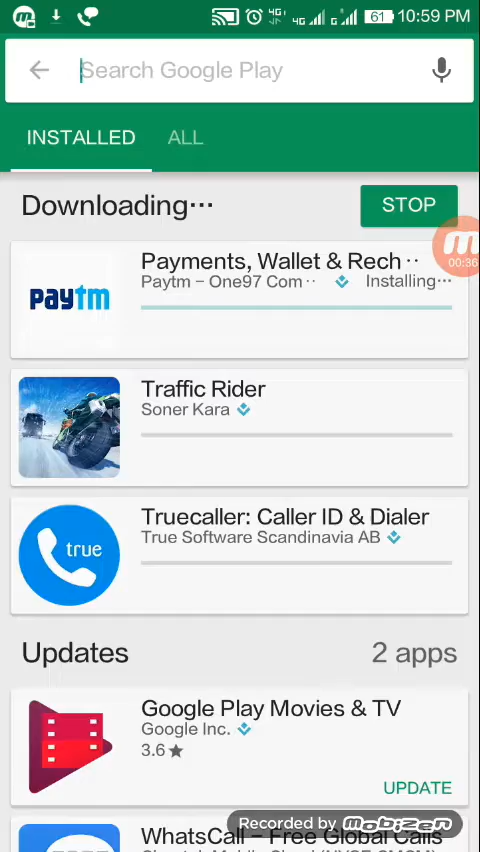 4G
4G
G
61
10:59 PM
Search Google Play
INSTALLED
ALL
Downloading···
STOP
00:36
Payments, Wallet & Rech··
Paytm – One97 Com··
Installing···
paytm
Traffic Rider
Soner Kara
Truecaller: Caller ID & Dialer
True Software Scandinavia AB
true
Updates
2 apps
Google Play Movies & TV
Google Inc.
3.6★
UPDATE
Recorded by Mobizen
WhatsCall – Free Global Calls